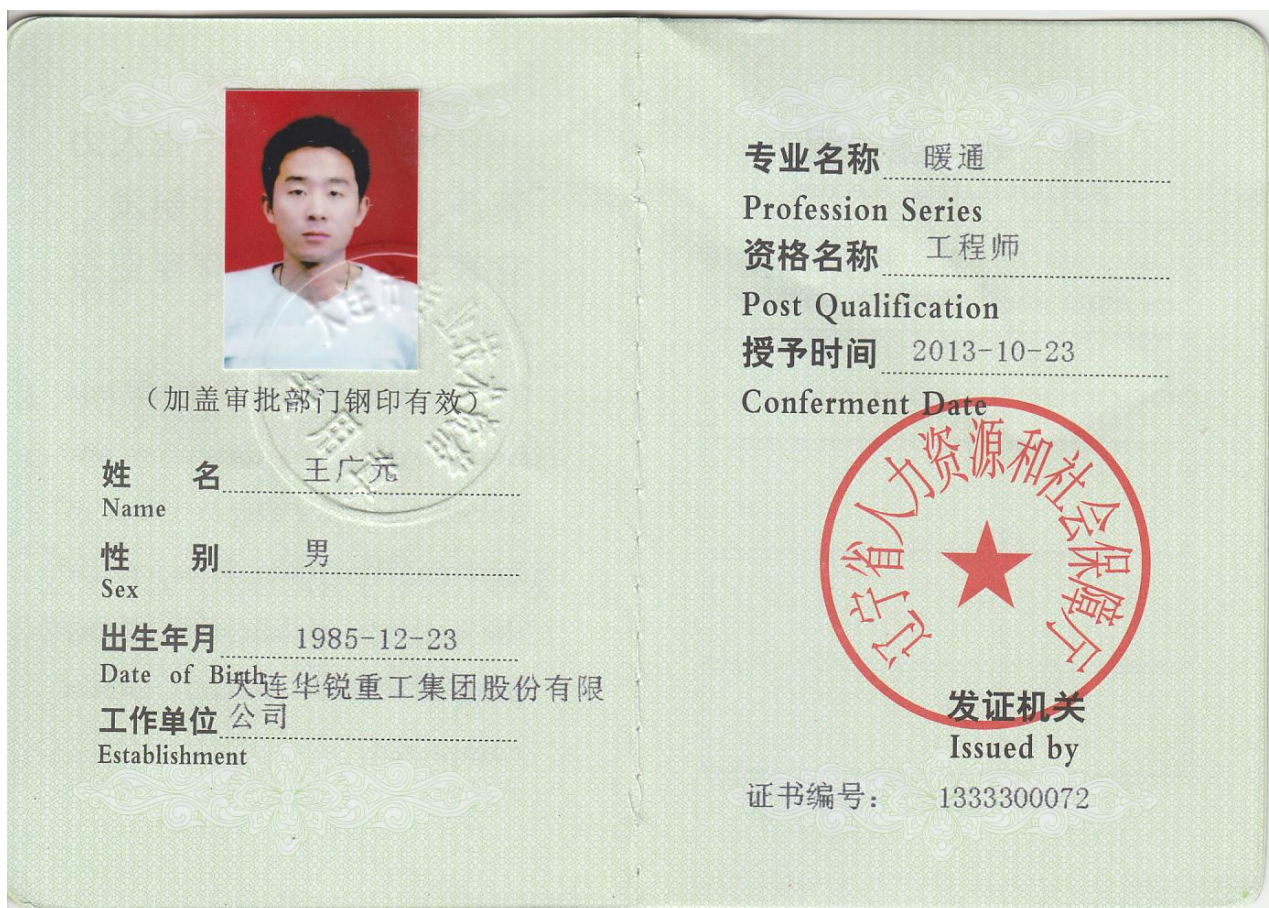 （加盖审批部门钢印有效）
姓 名 王广元
Name
性 别 男
Sex
出生年月 1985-12-23
Date of Birth
大连华锐重工集团股份有限
工作单位 公司
Establishment
专业名称 暖通
Profession Series
资格名称 工程师
Post Qualification
授予时间 2013-10-23
Conferment Date
辽宁省人力资源和社会保障厅
发证机关
Issued by
证书编号： 1333300072